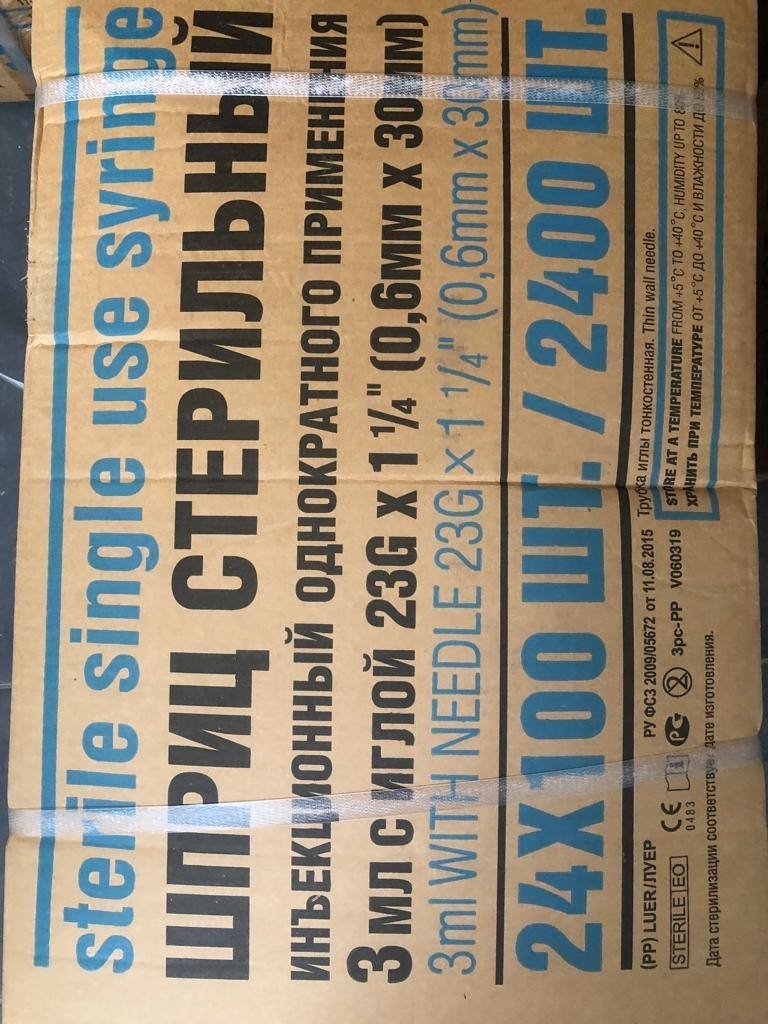 sterile single use syringe
ШПРИЦ СТЕРИЛЬНЫЙ
ИНЪЕКЦИОННЫЙ ОДНОКРАТНОГО ПРИМЕНЕНИЯ
3 МЛ С ИГЛОЙ 23G X 1 1/4" (0,6ММ X 30ММ)
3ml WITH NEEDLE 23G x 1 1/4" (0,6mm x 30mm)
24X100 ШТ. / 2400 ШТ.
(PP) LUER/ЛУЕР
РУ ФСЗ 2009/05672 от 11.08.2015
Трубка иглы тонкостенная. Thin wall needle.
STERILE EO
CE 0483
РС
2
3pc-PP V060319
STORE AT A TEMPERATURE FROM +5°C TO +40°C, HUMIDITY UP TO 80%
ХРАНИТЬ ПРИ ТЕМПЕРАТУРЕ ОТ +5°C ДО +40°C И ВЛАЖНОСТИ ДО
Дата стерилизации соответствует дате изготовления.